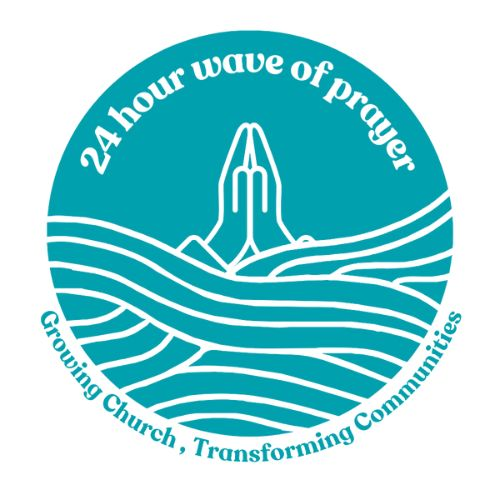 24 hour wave of prayer
Growing Church , Transforming Communities